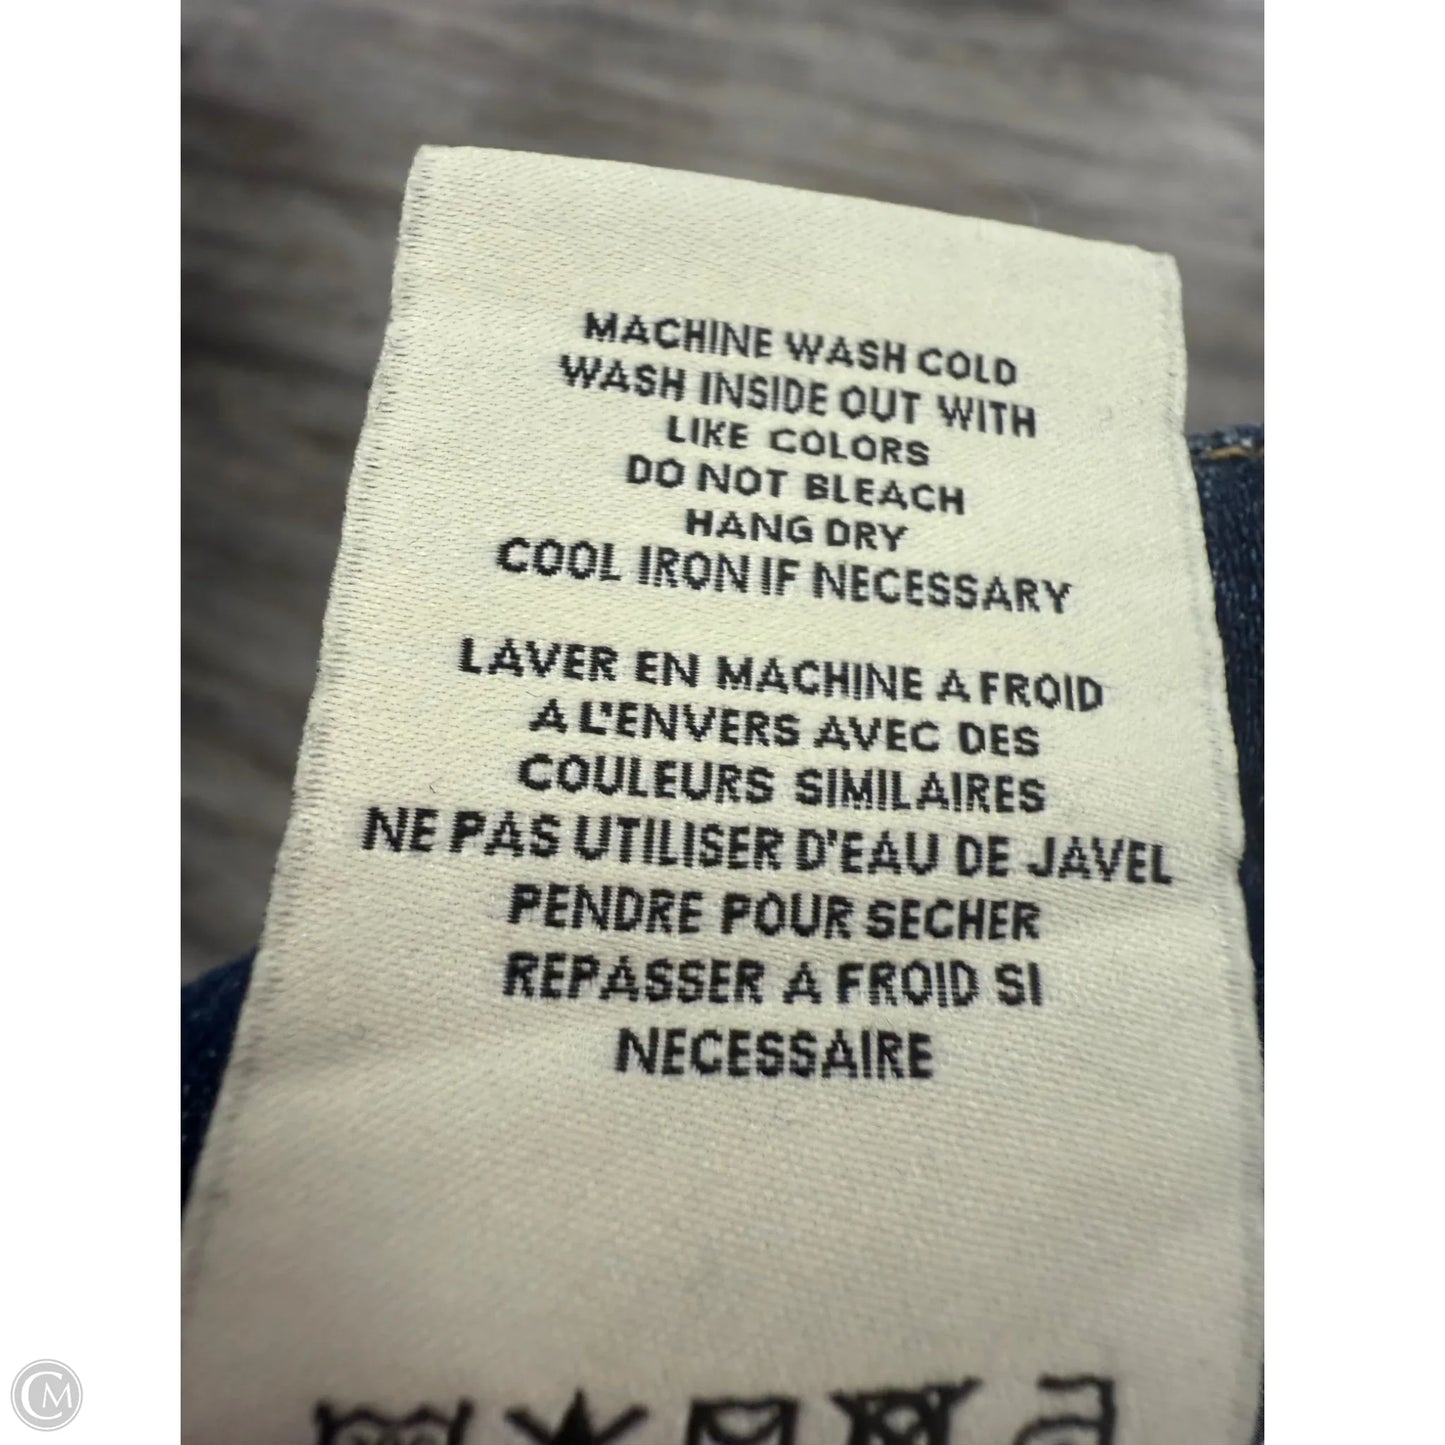 MACHINE WASH COLD
WASH INSIDE OUT WITH
LIKE COLORS
DO NOT BLEACH
HANG DRY
COOL IRON IF NECESSARY
LAVER EN MACHINE A FROID
A L'ENVERS AVEC DES
COULEURS SIMILAIRES
NE PAS UTILISER D'EAU DE JAVEL
PENDRE POUR SECHER
REPASSER A FROID SI
NECESSAIRE
CM